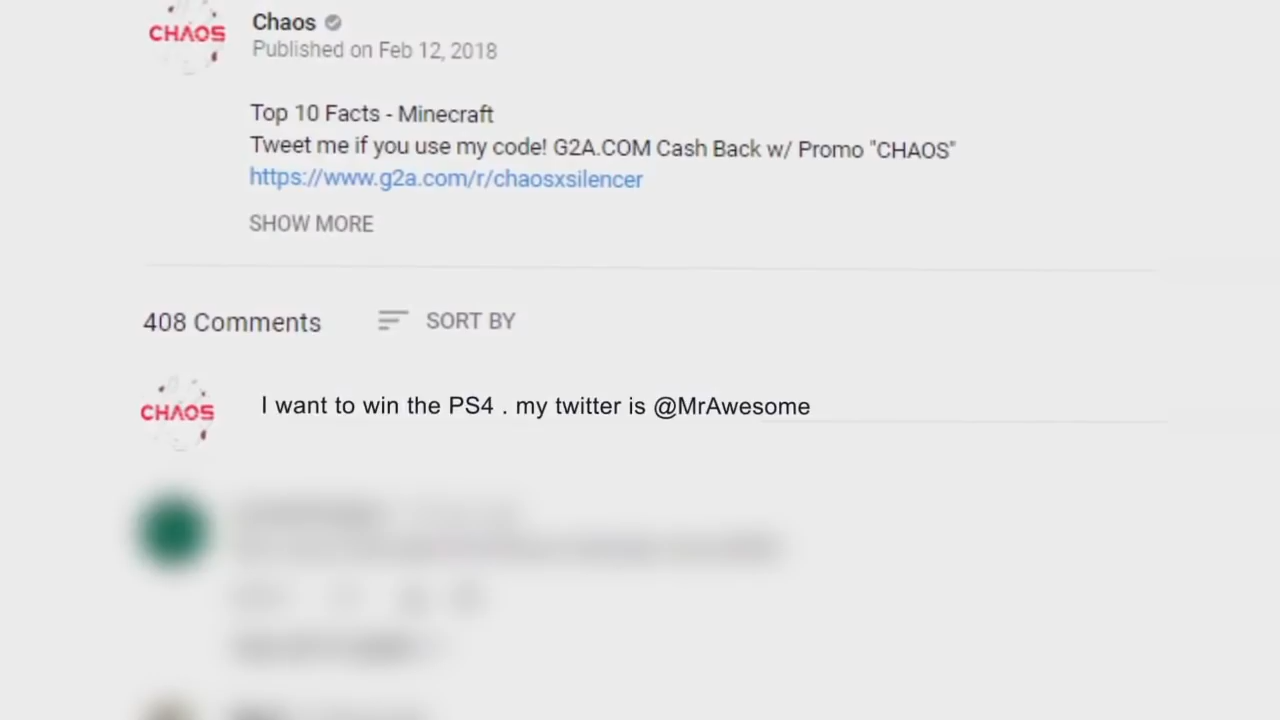 CHAOS
Chaos
Published on Feb 12, 2018
Top 10 Facts - Minecraft
Tweet me if you use my code! G2A.COM Cash Back w/ Promo "CHAOS"
https://www.g2a.com/r/chaosxsilencer
SHOW MORE
408 Comments
SORT BY
CHAOS
I want to win the PS4 . my twitter is @MrAwesome